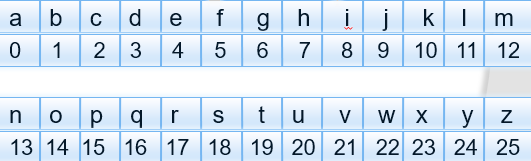 a b c d e f g h i j k l m
0 1 2 3 4 5 6 7 8 9 10 11 12
n o p q r s t u v w x y z
13 14 15 16 17 18 19 20 21 22 23 24 25